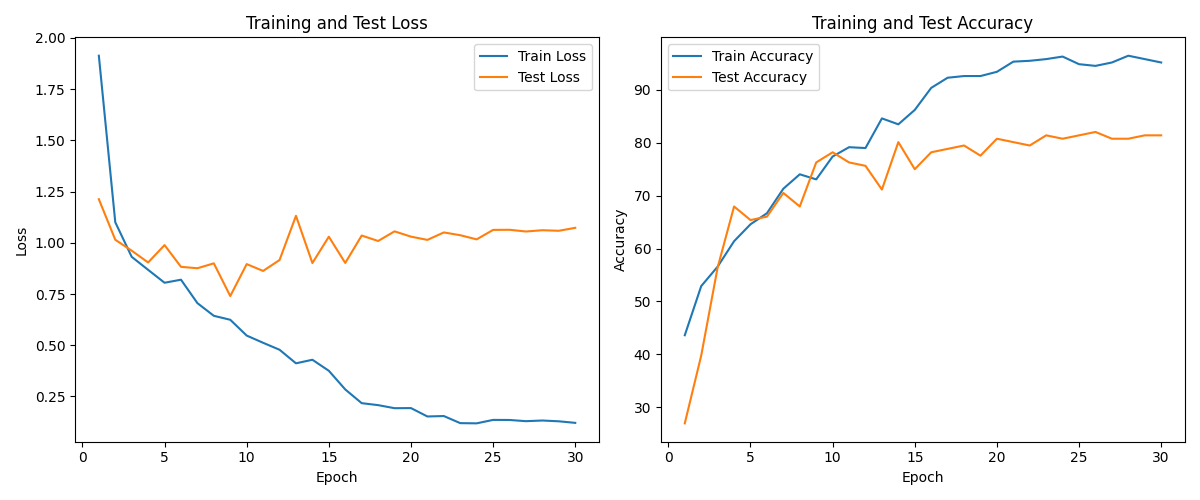 Training and Test Loss
Train Loss
Test Loss
2.00
1.75
1.50
1.25
1.00
0.75
0.50
0.25
Loss
0 5 10 15 20 25 30
Epoch
Training and Test Accuracy
Train Accuracy
Test Accuracy
90
80
70
60
50
40
30
Accuracy
0 5 10 15 20 25 30
Epoch